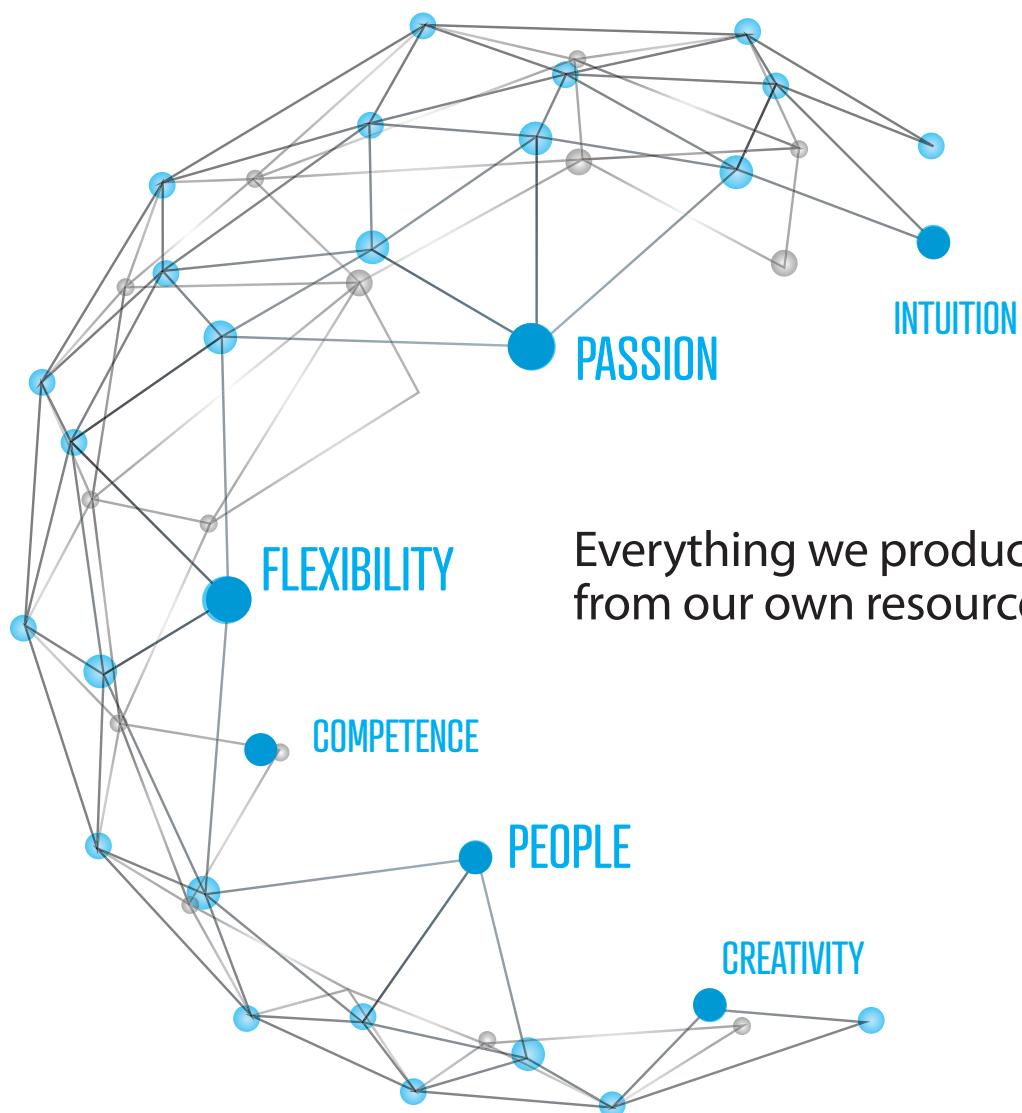 INTUITION
PASSION
Everything we produc
from our own resourc
FLEXIBILITY
COMPETENCE
PEOPLE
CREATIVITY